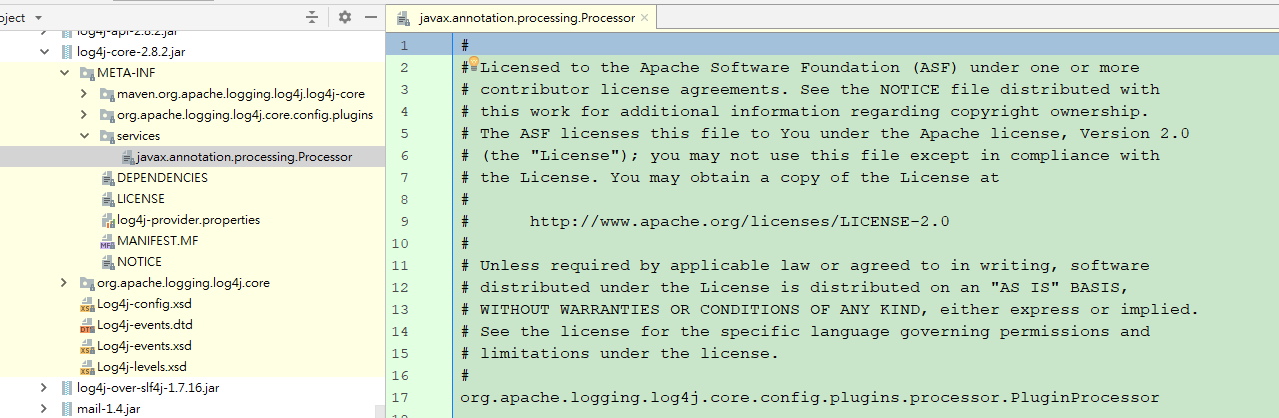 oject
log4j-api-2.8.2.jar
log4j-core-2.8.2.jar
META-INF
maven.org.apache.logging.log4j.log4j-core
org.apache.logging.log4j.core.config.plugins
services
javax.annotation.processing.Processor
DEPENDENCIES
LICENSE
log4j-provider.properties
MANIFEST.MF
NOTICE
org.apache.logging.log4j.core
Log4j-config.xsd
Log4j-events.dtd
Log4j-events.xsd
Log4j-levels.xsd
log4j-over-slf4j-1.7.16.jar
mail-1.4.jar
javax.annotation.processing.Processor
1 #
2 # Licensed to the Apache Software Foundation (ASF) under one or more
3 # contributor license agreements. See the NOTICE file distributed with
4 # this work for additional information regarding copyright ownership.
5 # The ASF licenses this file to You under the Apache license, Version 2.0
6 # (the "License"); you may not use this file except in compliance with
7 # the License. You may obtain a copy of the License at
8 #
9 #      http://www.apache.org/licenses/LICENSE-2.0
10 #
11 # Unless required by applicable law or agreed to in writing, software
12 # distributed under the License is distributed on an "AS IS" BASIS,
13 # WITHOUT WARRANTIES OR CONDITIONS OF ANY KIND, either express or implied.
14 # See the license for the specific language governing permissions and
15 # limitations under the license.
16 #
17 org.apache.logging.log4j.core.config.plugins.processor.PluginProcessor